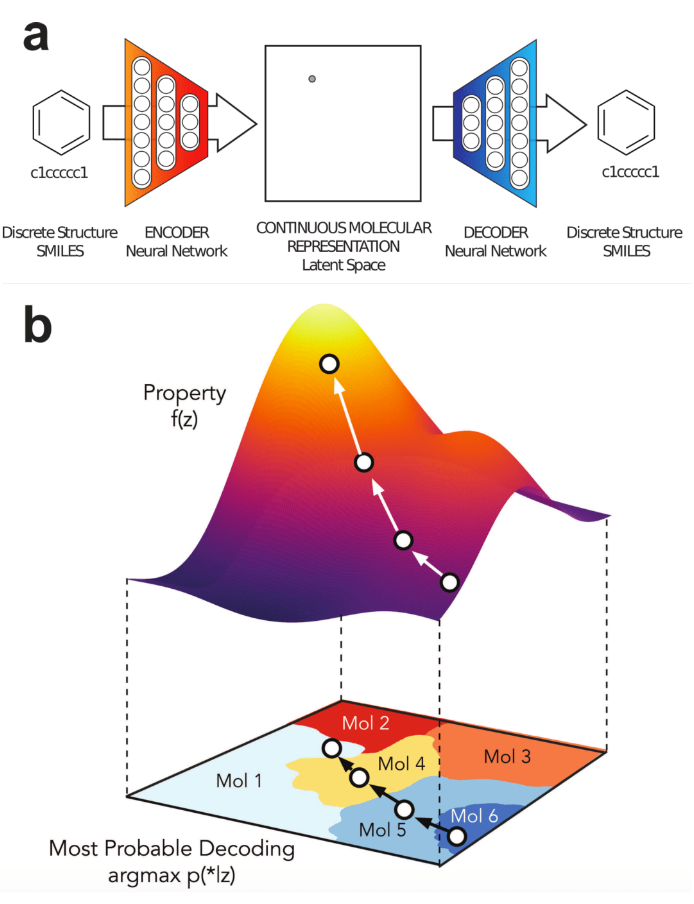 a
c1ccccc1
c1ccccc1
Discrete Structure
SMILES
ENCODER
Neural Network
CONTINUOUS MOLECULAR
REPRESENTATION
Latent Space
DECODER
Neural Network
Discrete Structure
SMILES
b
Property
f(z)
Mol 2
Mol 3
Mol 4
Mol 1
Mol 6
Mol 5
Most Probable Decoding
argmax p(*|z)